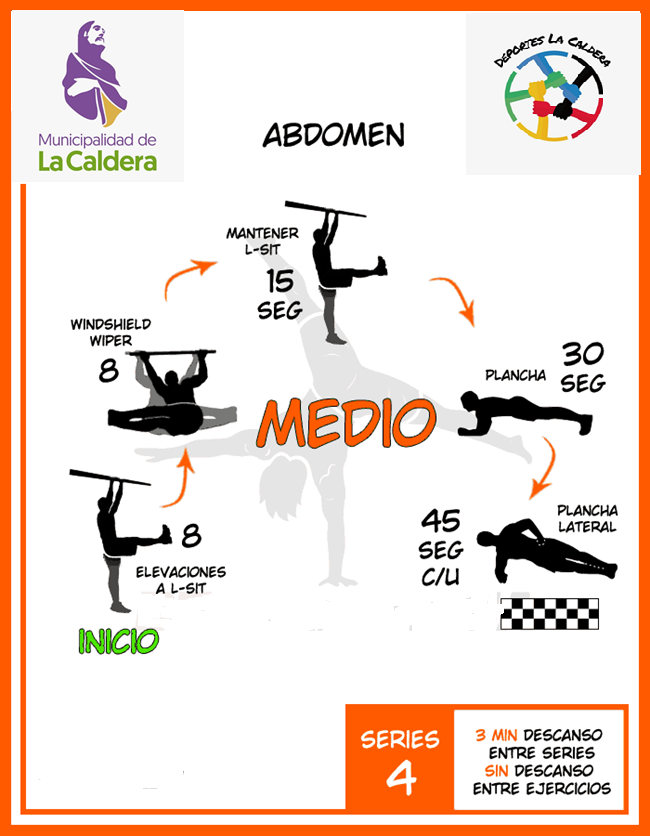 Municipalidad de
La Caldera
DEPORTES LA CALDERA
ABDOMEN
MANTENER
L-SIT
15
SEG
WINDSHIELD
WIPER
8
PLANCHA
30
SEG
MEDIO
8
ELEVACIONES
A L-SIT
INICIO
45
SEG
C/U
PLANCHA
LATERAL
SERIES
4
3 MIN DESCANSO
ENTRE SERIES
SIN DESCANSO
ENTRE EJERCICIOS